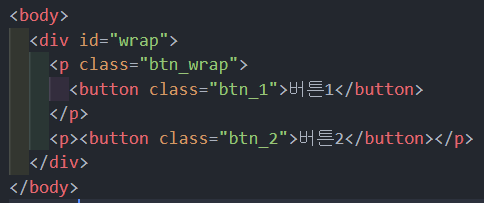 <body>
  <div id="wrap">
    <p class="btn_wrap">
      <button class="btn_1">버튼1</button>
    </p>
    <p><button class="btn_2">버튼2</button></p>
  </div>
</body>